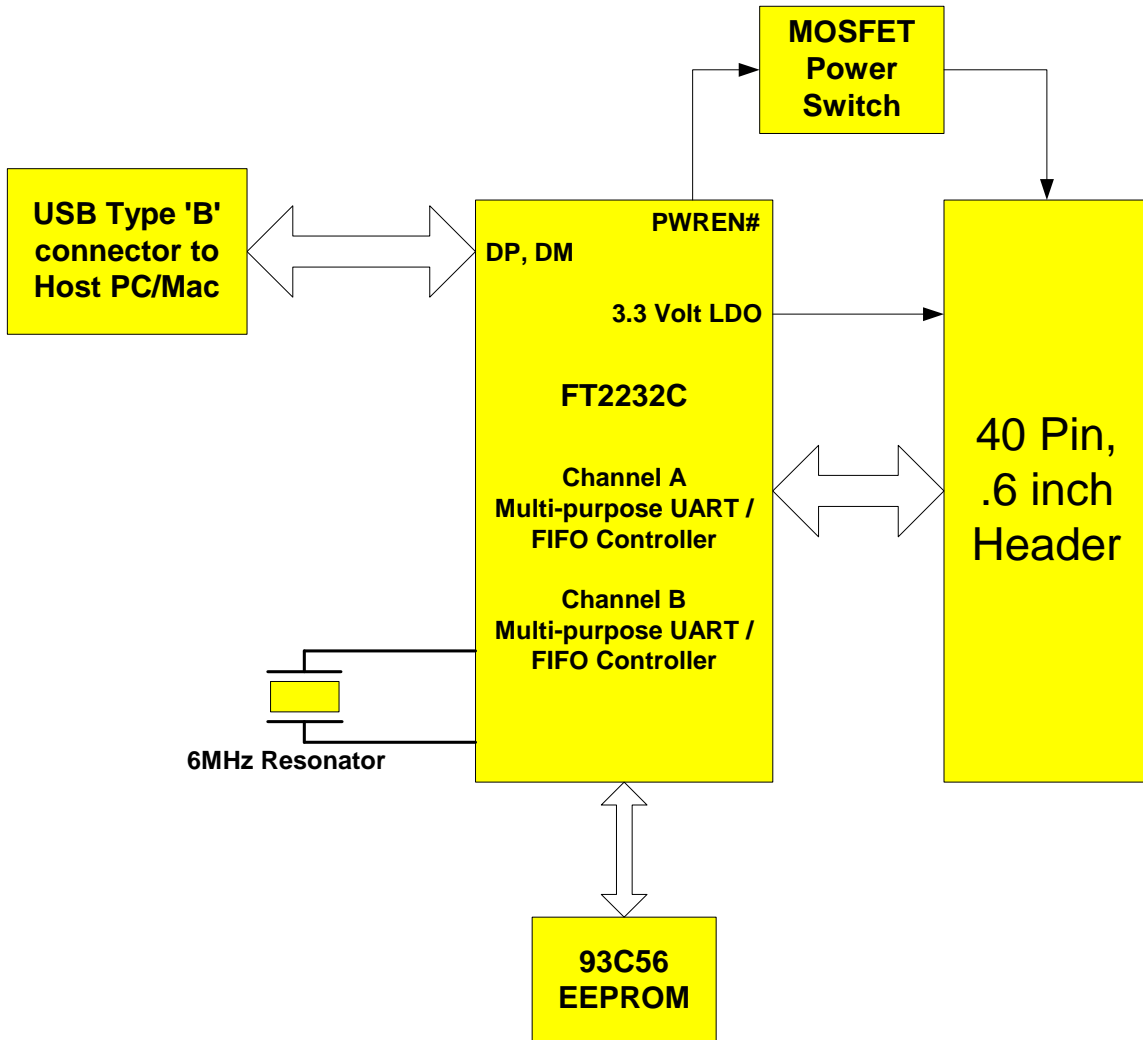 MOSFET
Power
Switch
USB Type 'B'
connector to
Host PC/Mac
PWREN#
DP, DM
3.3 Volt LDO
FT2232C
Channel A
Multi-purpose UART /
FIFO Controller
Channel B
Multi-purpose UART /
FIFO Controller
40 Pin,
.6 inch
Header
6MHz Resonator
93C56
EEPROM